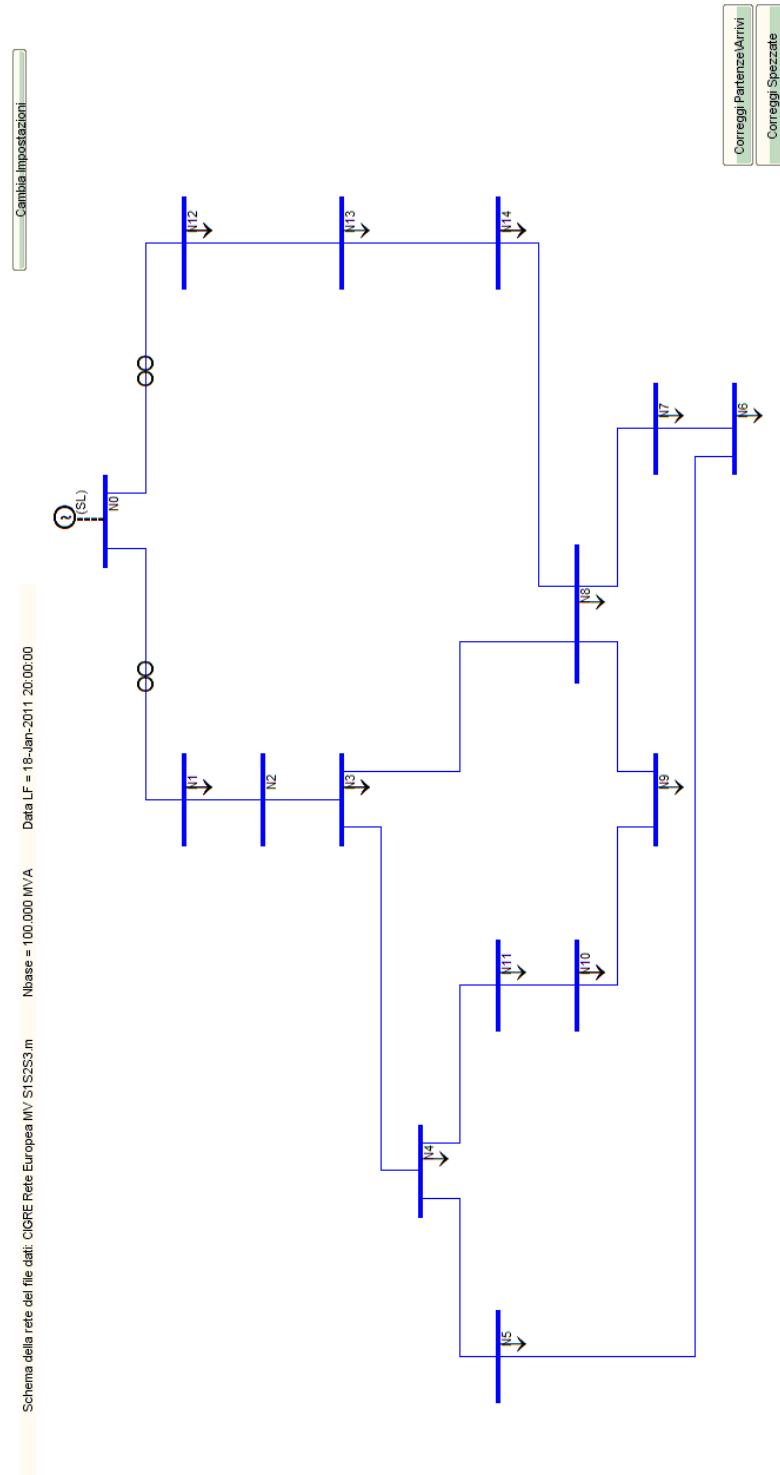 Cambia Impostazioni
Schema della rete del file dati: CIGRE Rete Europea MV S1S2S3.m Nbase = 100.000 MVA Data LF = 18-Jan-2011 20:00:00
Correggi Partenze\Arrivi
Correggi Spezzate
(SL)
~
N0
N12
N1
N2
N13
N3
N4
N14
N11
N5
N8
N10
N7
N9
N6